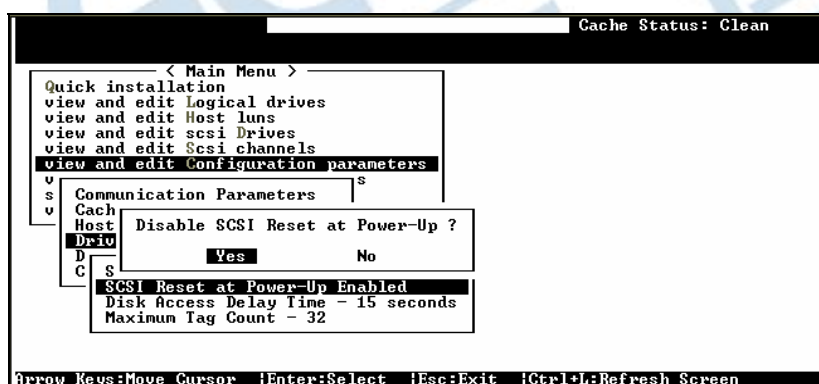 Cache Status: Clean
< Main Menu >
Quick installation
view and edit Logical drives
view and edit Host luns
view and edit scsi Drives
view and edit Scsi channels
view and edit Configuration parameters
v s
s Communication Parameters
v Cach
Host
Disable SCSI Reset at Power-Up ?
Driv
D Yes No
C S
SCSI Reset at Power-Up Enabled
Disk Access Delay Time - 15 seconds
Maximum Tag Count - 32
Arrow Keys:Move Cursor |Enter:Select |Esc:Exit |Ctrl+L:Refresh Screen